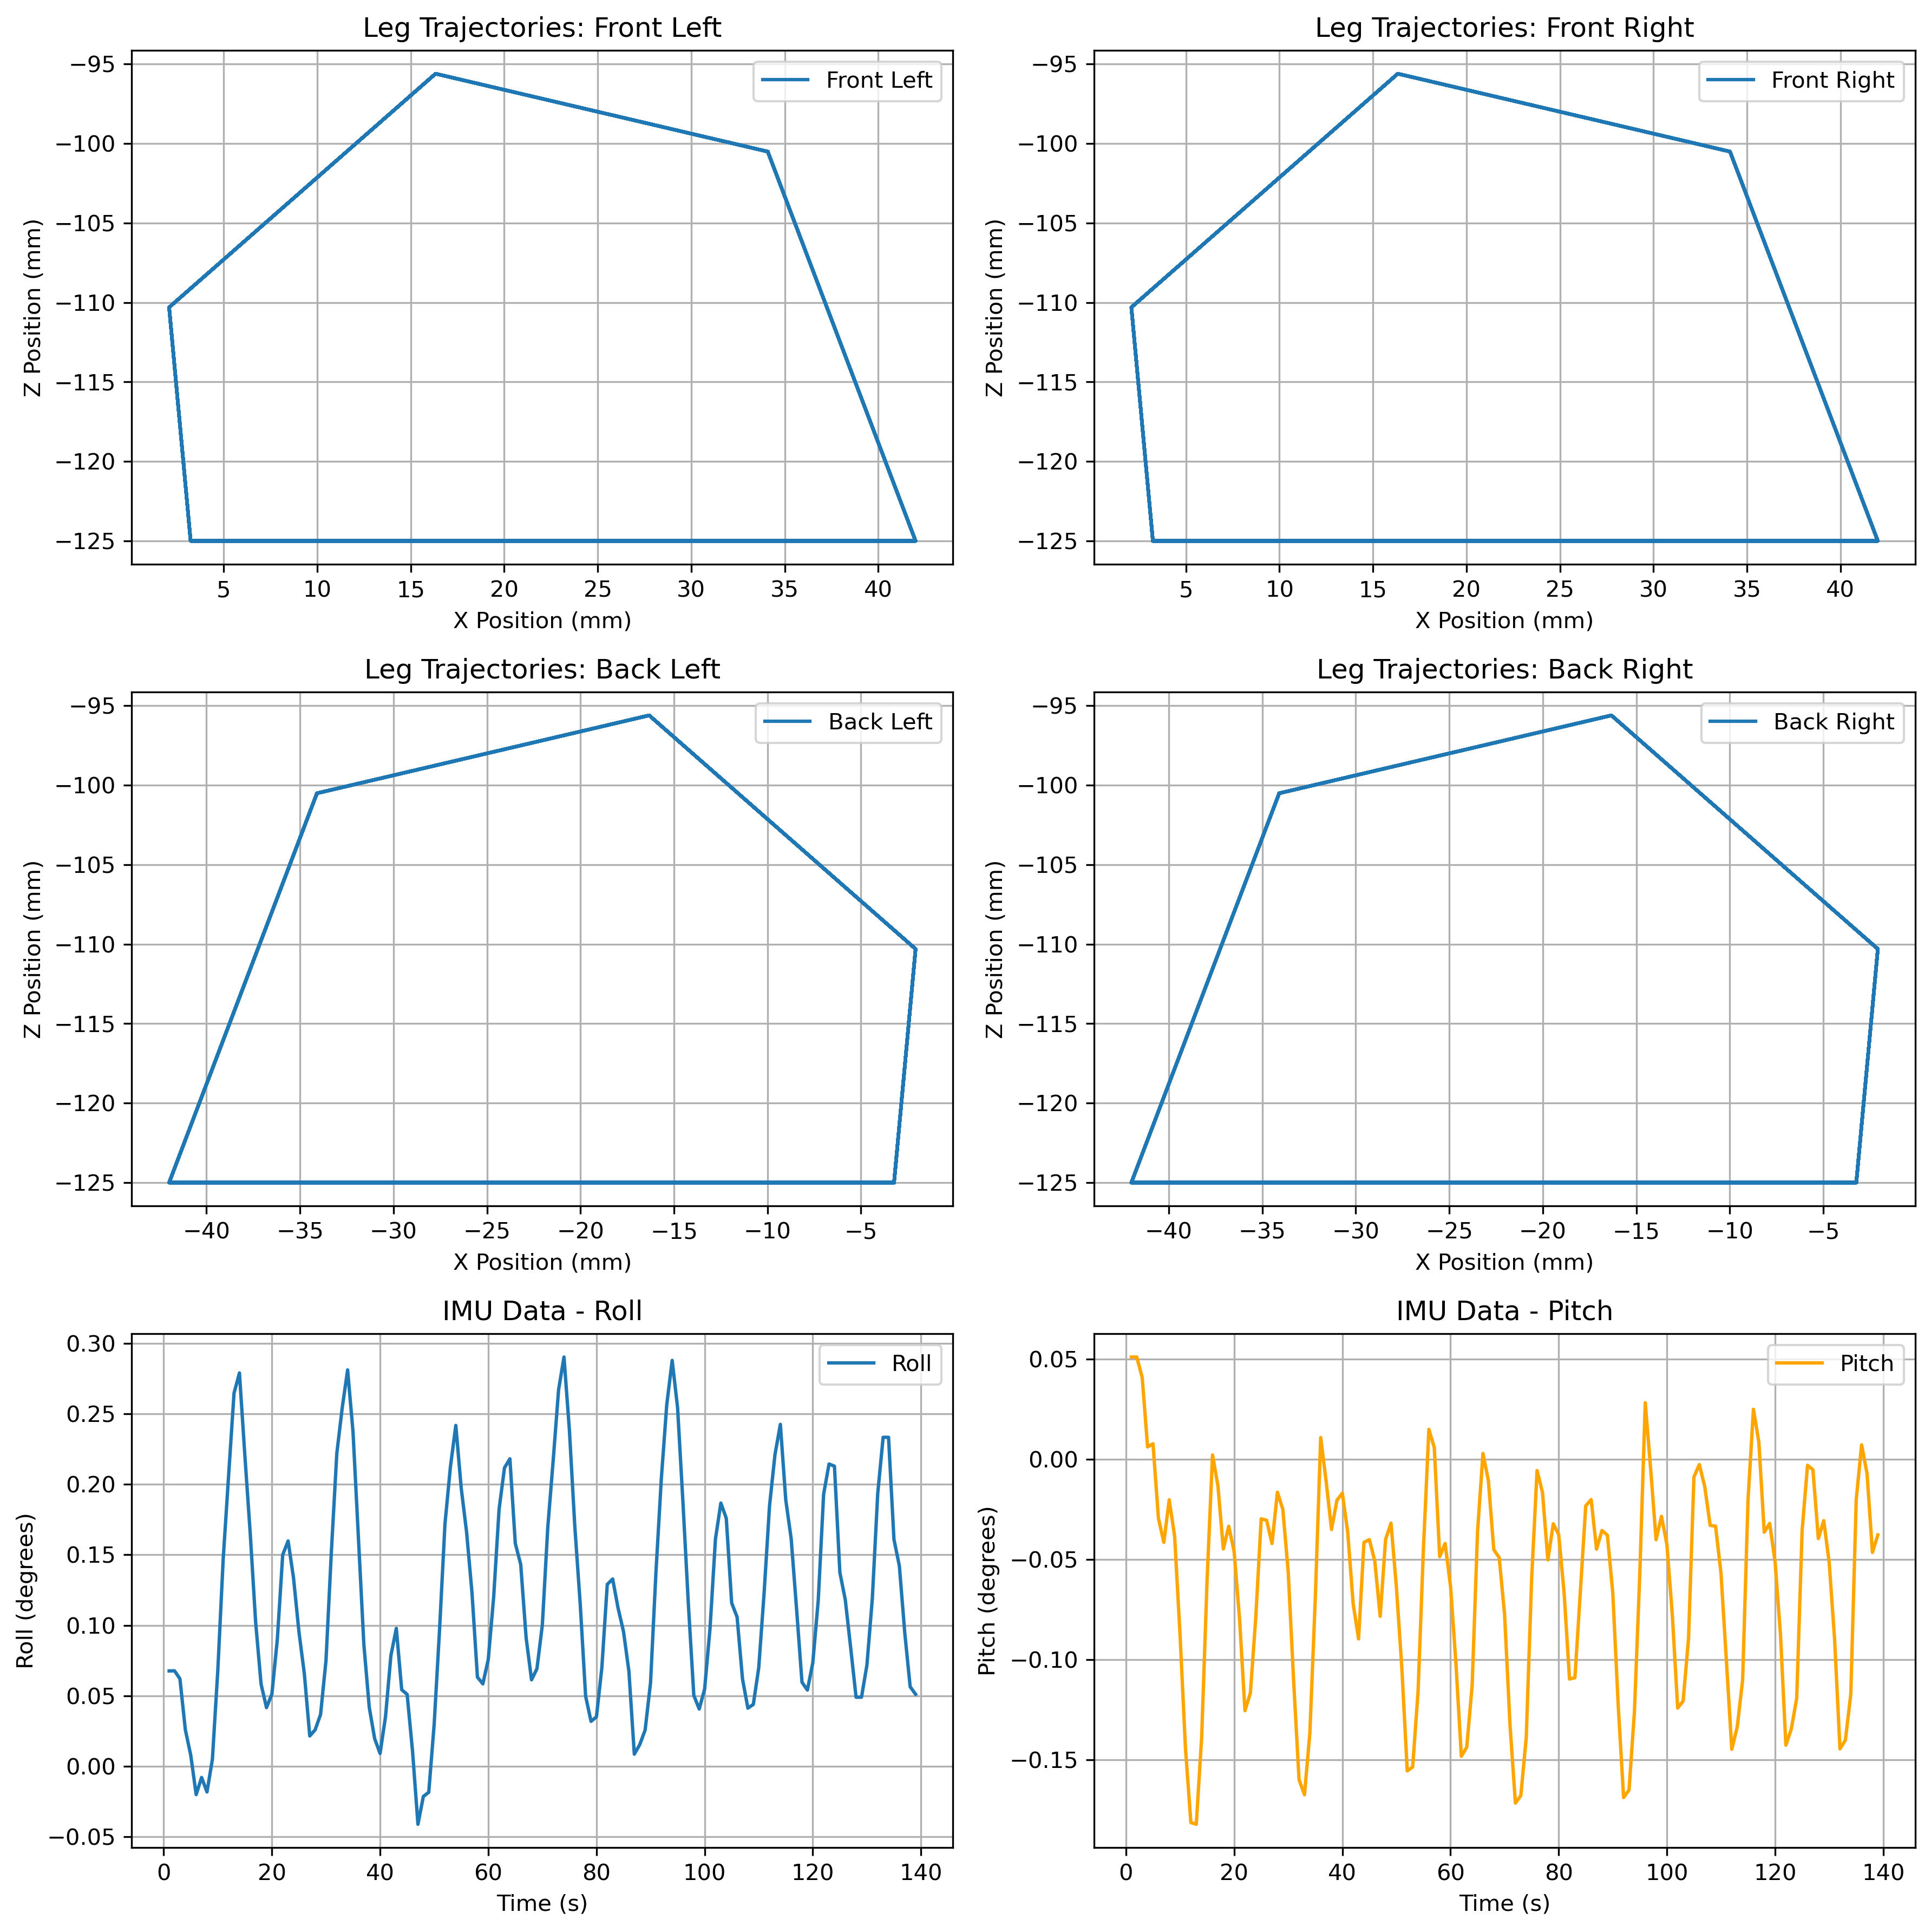 Leg Trajectories: Front Left
Front Left
−95
−100
−105
−110
−115
−120
−125
Z Position (mm)
5 10 15 20 25 30 35 40
X Position (mm)
Leg Trajectories: Front Right
Front Right
−95
−100
−105
−110
−115
−120
−125
Z Position (mm)
5 10 15 20 25 30 35 40
X Position (mm)
Leg Trajectories: Back Left
Back Left
−95
−100
−105
−110
−115
−120
−125
Z Position (mm)
−40 −35 −30 −25 −20 −15 −10 −5
X Position (mm)
Leg Trajectories: Back Right
Back Right
−95
−100
−105
−110
−115
−120
−125
Z Position (mm)
−40 −35 −30 −25 −20 −15 −10 −5
X Position (mm)
IMU Data - Roll
Roll
0.30
0.25
0.20
0.15
0.10
0.05
0.00
−0.05
Roll (degrees)
0 20 40 60 80 100 120 140
Time (s)
IMU Data - Pitch
Pitch
0.05
0.00
−0.05
−0.10
−0.15
Pitch (degrees)
0 20 40 60 80 100 120 140
Time (s)